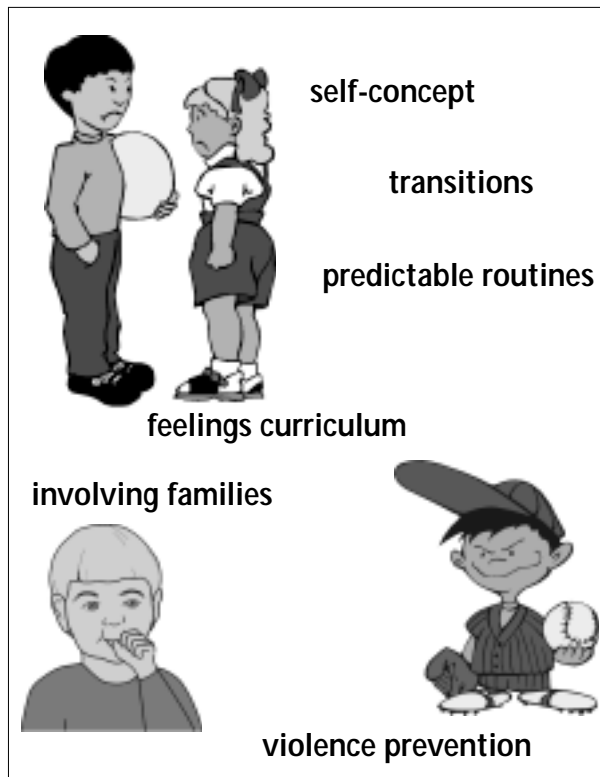 self-concept
transitions
predictable routines
feelings curriculum
involving families
violence prevention